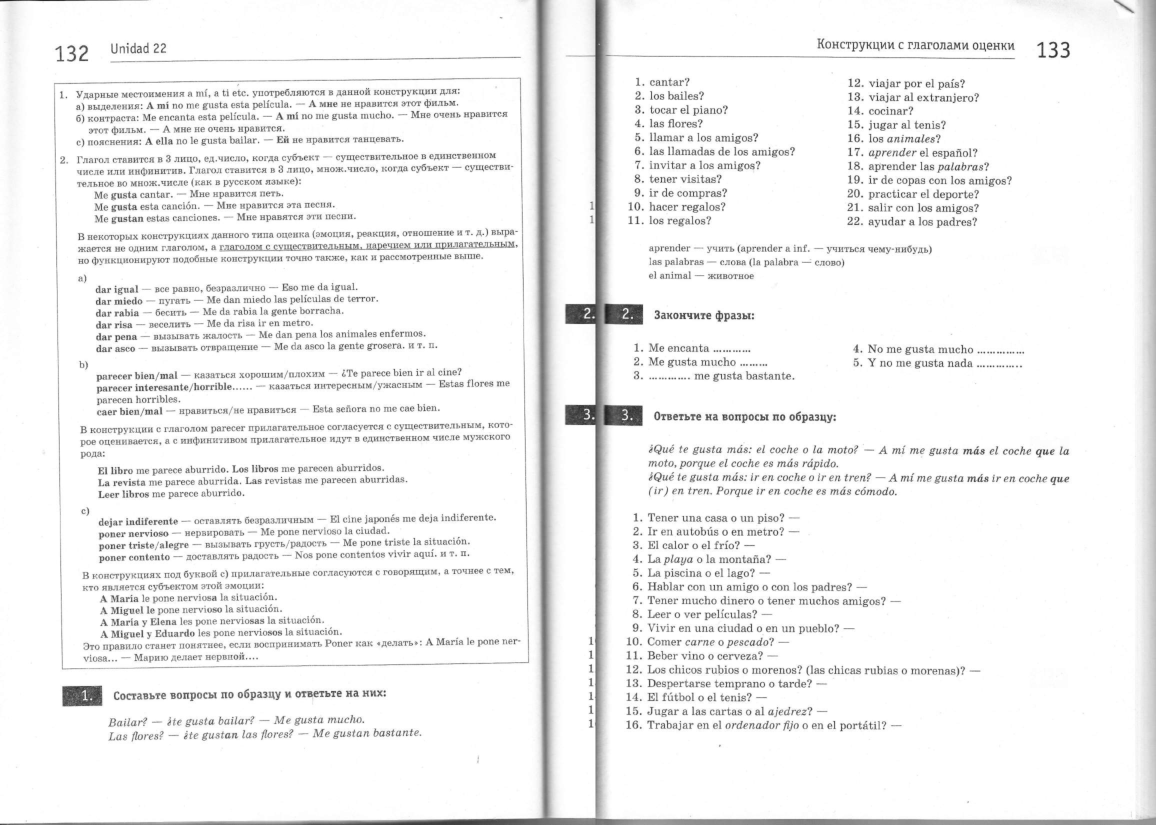 132 Unidad 22
1. Ударные местоимения a mí, a ti etc. употребляются в данной конструкции для:
a) выделения: A mí no me gusta esta película. — А мне не нравится этот фильм.
б) контраста: Me encanta esta película. — A mí no me gusta mucho. — Мне очень нравится
этот фильм. — А мне не очень нравится.
c) пояснения: A ella no le gusta bailar. — Ей не нравится танцевать.
2. Глагол ставится в 3 лицо, ед.число, когда субъект — существительное в единственном
числе или инфинитив. Глагол ставится в 3 лицо, множ.число, когда субъект — существи-
тельное во множ.числе (как в русском языке):
Me gusta cantar. — Мне нравится петь.
Me gusta esta canción. — Мне нравится эта песня.
Me gustan estas canciones. — Мне нравятся эти песни.
В некоторых конструкциях данного типа оценка (эмоция, реакция, отношение и т. д.) выра-
жается не одним глаголом, а глаголом с существительным, наречием или прилагательным,
но функционируют подобные конструкции точно также, как и рассмотренные выше.
a)
dar igual — все равно, безразлично — Eso me da igual.
dar miedo — пугать — Me dan miedo las películas de terror.
dar rabia — бесить — Me da rabia la gente borracha.
dar risa — веселить — Me da risa ir en metro.
dar pena — вызывать жалость — Me dan pena los animales enfermos.
dar asco — вызывать отвращение — Me da asco la gente grosera. и т. п.
b)
parecer bien/mal — казаться хорошим/плохим — ¿Te parece bien ir al cine?
parecer interesante/horrible...... — казаться интересным/ужасным — Estas flores me
parecen horribles.
caer bien/mal — нравиться/не нравиться — Esta señora no me cae bien.
В конструкции с глаголом parecer прилагательное согласуется с существительным, кото-
рое оценивается, а с инфинитивом прилагательное идут в единственном числе мужского
рода:
El libro me parece aburrido. Los libros me parecen aburridos.
La revista me parece aburrida. Las revistas me parecen aburridas.
Leer libros me parece aburrido.
c)
dejar indiferente — оставлять безразличным — El cine japonés me deja indiferente.
poner nervioso — нервировать — Me pone nervioso la ciudad.
poner triste/alegre — вызывать грусть/радость — Me pone triste la situación.
poner contento — доставлять радость — Nos pone contentos vivir aquí. и т. п.
В конструкциях под буквой c) прилагательные согласуются с говорящим, а точнее с тем,
кто является субъектом этой эмоции:
A María le pone nerviosa la situación.
A Miguel le pone nervioso la situación.
A María y Elena les pone nerviosas la situación.
A Miguel y Eduardo les pone nerviosos la situación.
Это правило станет понятнее, если воспринимать Poner как «делать»: A María le pone ner-
viosa... — Марию делает нервной....
1. Составьте вопросы по образцу и ответьте на них:
Bailar? — ¿te gusta bailar? — Me gusta mucho.
Las flores? — ¿te gustan las flores? — Me gustan bastante.
Конструкции с глаголами оценки 133
1. cantar?
2. los bailes?
3. tocar el piano?
4. las flores?
5. llamar a los amigos?
6. las llamadas de los amigos?
7. invitar a los amigos?
8. tener visitas?
9. ir de compras?
10. hacer regalos?
11. los regalos?
12. viajar por el país?
13. viajar al extranjero?
14. cocinar?
15. jugar al tenis?
16. los animales?
17. aprender el español?
18. aprender las palabras?
19. ir de copas con los amigos?
20. practicar el deporte?
21. salir con los amigos?
22. ayudar a los padres?
aprender — учить (aprender a inf. — учиться чему-нибудь)
las palabras — слова (la palabra — слово)
el animal — животное
2. 2. Закончите фразы:
1. Me encanta ...........
2. Me gusta mucho ........
3. ............ me gusta bastante.
4. No me gusta mucho ..............
5. Y no me gusta nada .............
3. 3. Ответьте на вопросы по образцу:
¿Qué te gusta más: el coche o la moto? — A mí me gusta más el coche que la
moto, porque el coche es más rápido.
¿Qué te gusta más: ir en coche o ir en tren? — A mí me gusta más ir en coche que
(ir) en tren. Porque ir en coche es más cómodo.
1. Tener una casa o un piso? —
2. Ir en autobús o en metro? —
3. El calor o el frío? —
4. La playa o la montaña? —
5. La piscina o el lago? —
6. Hablar con un amigo o con los padres? —
7. Tener mucho dinero o tener muchos amigos? —
8. Leer o ver películas? —
9. Vivir en una ciudad o en un pueblo? —
10. Comer carne o pescado? —
11. Beber vino o cerveza? —
12. Los chicos rubios o morenos? (las chicas rubias o morenas)? —
13. Despertarse temprano o tarde? —
14. El fútbol o el tenis? —
15. Jugar a las cartas o al ajedrez? —
16. Trabajar en el ordenador fijo o en el portátil? —